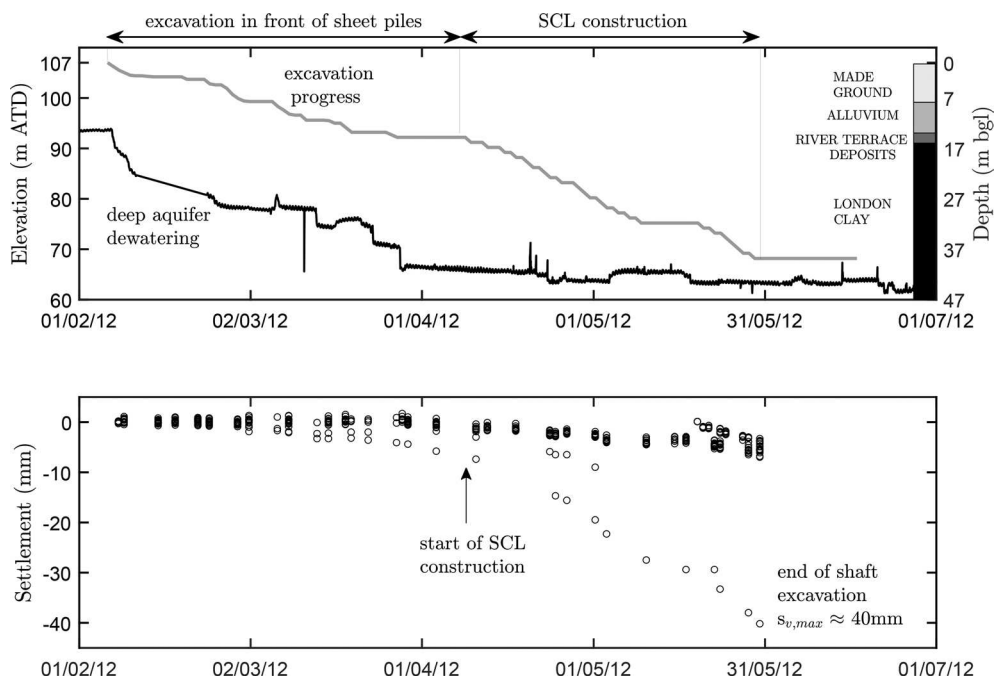 excavation in front of sheet piles
SCL construction
107
100
90
80
70
60
Elevation (m ATD)
excavation
progress
deep aquifer
dewatering
MADE
GROUND
ALLUVIUM
RIVER TERRACE
DEPOSITS
LONDON
CLAY
0
7
17
27
37
47
Depth (m bgl)
01/02/12
02/03/12
01/04/12
01/05/12
31/05/12
01/07/12
0
-10
-20
-30
-40
Settlement (mm)
start of SCL
construction
end of shaft
excavation
s_{v,max} ≈ 40mm
01/02/12
02/03/12
01/04/12
01/05/12
31/05/12
01/07/12